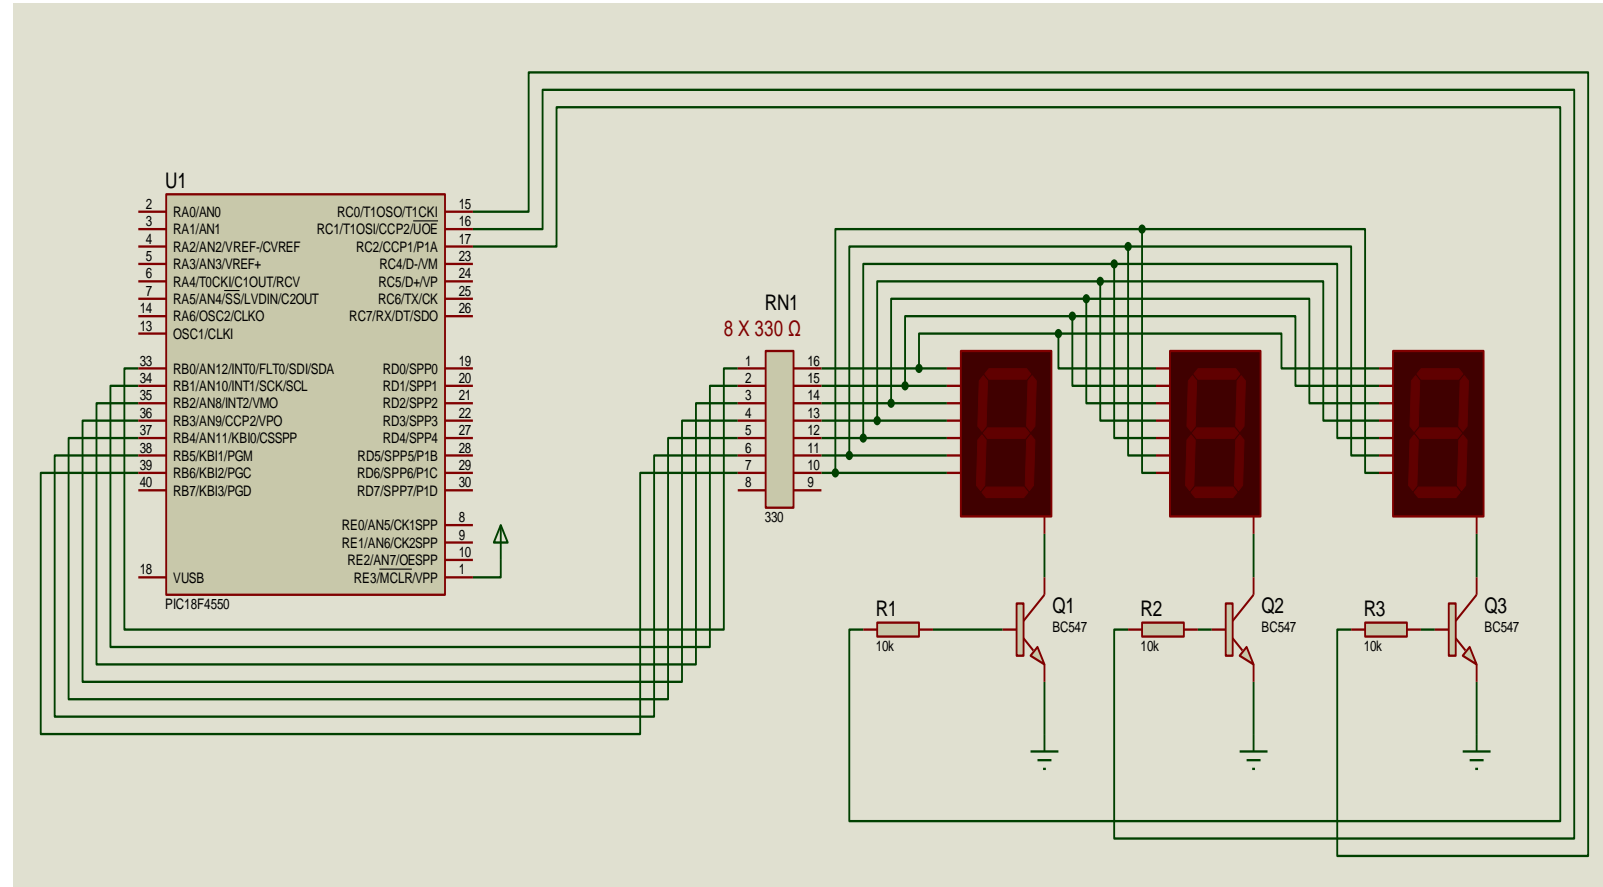 U1
2 RA0/AN0
3 RA1/AN1
4 RA2/AN2/VREF-/CVREF
5 RA3/AN3/VREF+
6 RA4/T0CKI/C1OUT/RCV
7 RA5/AN4/SS/LVDIN/C2OUT
14 RA6/OSC2/CLKO
13 OSC1/CLKI
33 RB0/AN12/INT0/FLT0/SDI/SDA
34 RB1/AN10/INT1/SCK/SCL
35 RB2/AN8/INT2/VMO
36 RB3/AN9/CCP2/VPO
37 RB4/AN11/KBI0/CSSPP
38 RB5/KBI1/PGM
39 RB6/KBI2/PGC
40 RB7/KBI3/PGD
18 VUSB
RC0/T1OSO/T1CKI 15
RC1/T1OSI/CCP2/UOE 16
RC2/CCP1/P1A 17
RC4/D-/VM 23
RC5/D+/VP 24
RC6/TX/CK 25
RC7/RX/DT/SDO 26
RD0/SPP0 19
RD1/SPP1 20
RD2/SPP2 21
RD3/SPP3 22
RD4/SPP4 27
RD5/SPP5/P1B 28
RD6/SPP6/P1C 29
RD7/SPP7/P1D 30
RE0/AN5/CK1SPP 8
RE1/AN6/CK2SPP 9
RE2/AN7/OESPP 10
RE3/MCLR/VPP 1
PIC18F4550
RN1
8 X 330 Ω
1 16
2 15
3 14
4 13
5 12
6 11
7 10
8 9
330
R1
10k
Q1
BC547
R2
10k
Q2
BC547
R3
10k
Q3
BC547